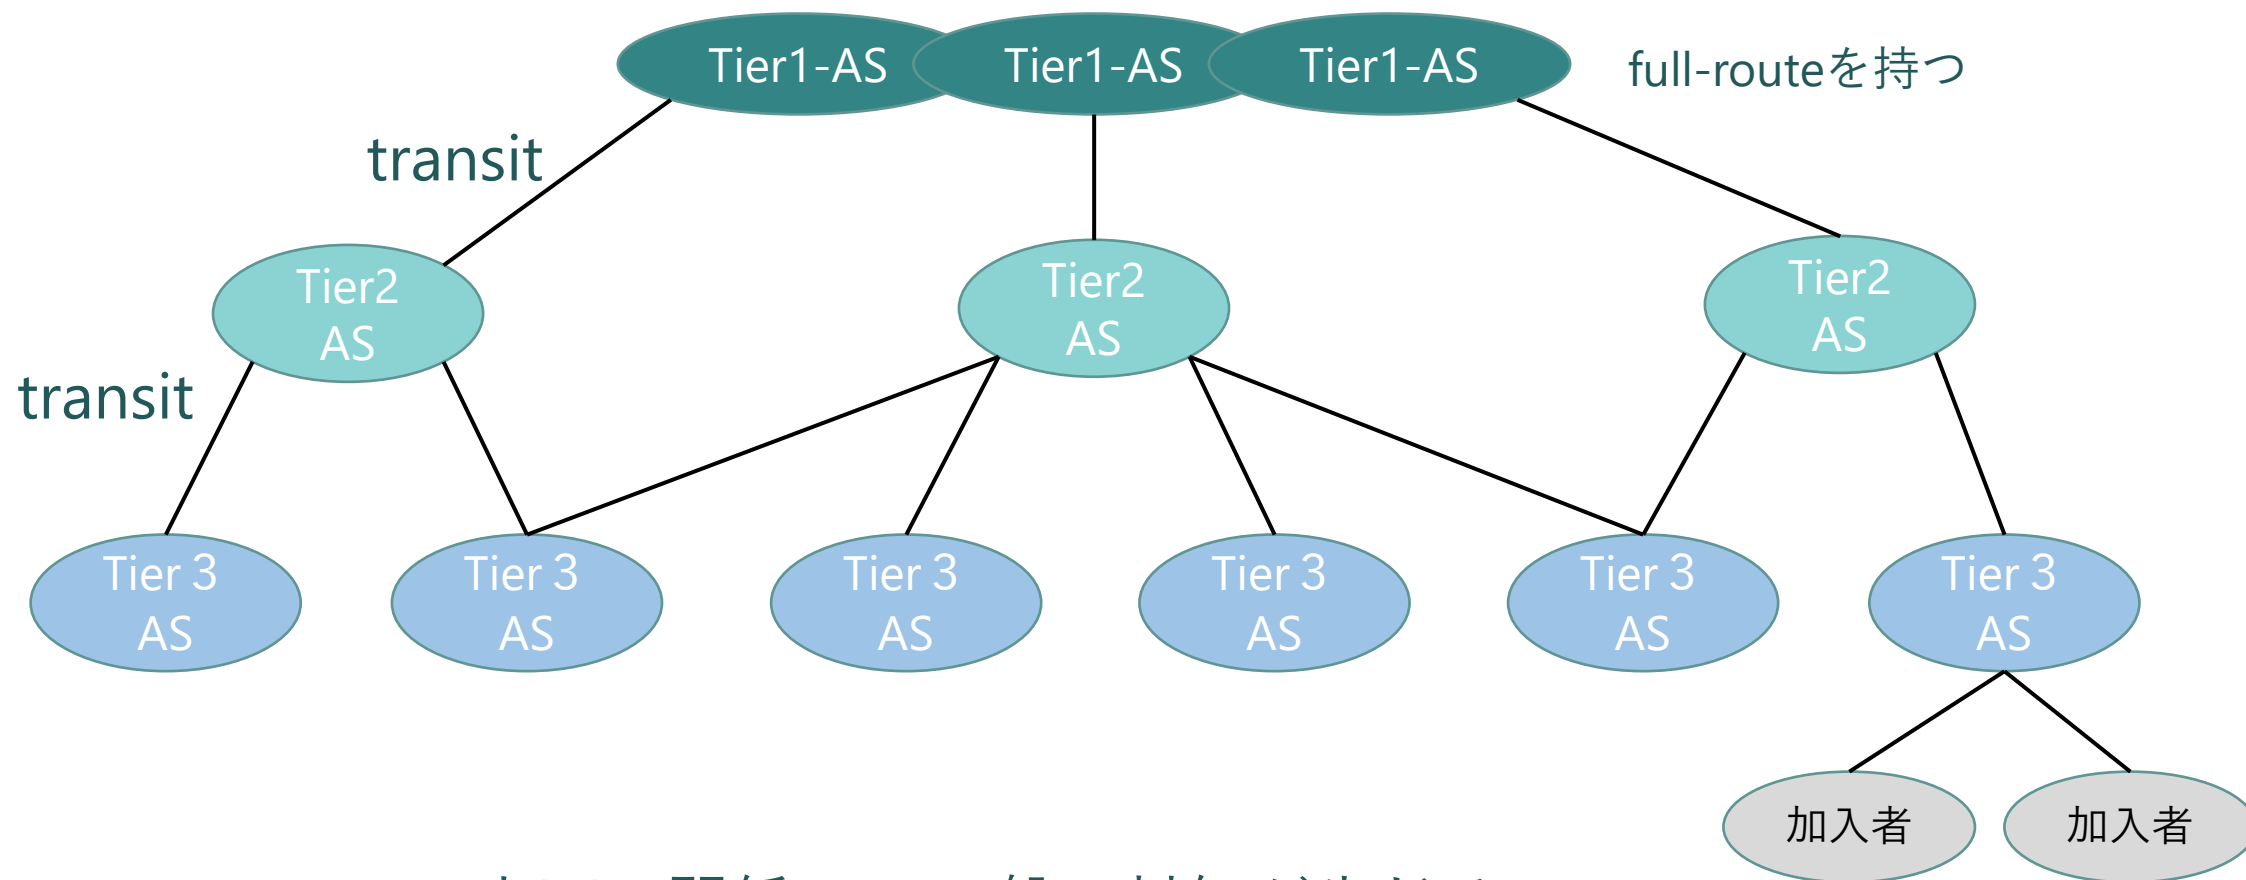 Tier1-AS Tier1-AS Tier1-AS
full-routeを持つ
transit
Tier2
AS
Tier2
AS
Tier2
AS
transit
Tier 3
AS
Tier 3
AS
Tier 3
AS
Tier 3
AS
Tier 3
AS
Tier 3
AS
加入者
加入者